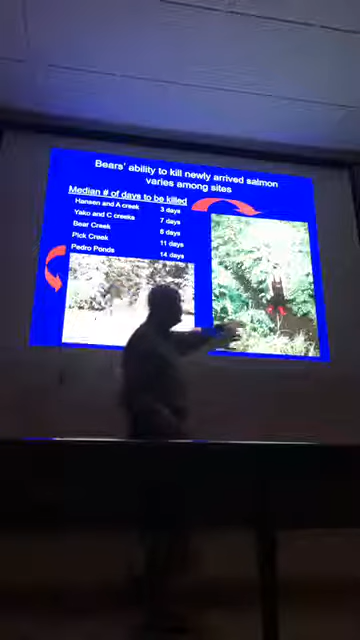 Bears' ability to kill newly arrived salmon
varies among sites
Median # of days to be killed
Hansen and A creek 3 days
Yako and C creeks 7 days
Bear Creek 8 days
Pick Creek 11 days
Pedro Ponds 14 days